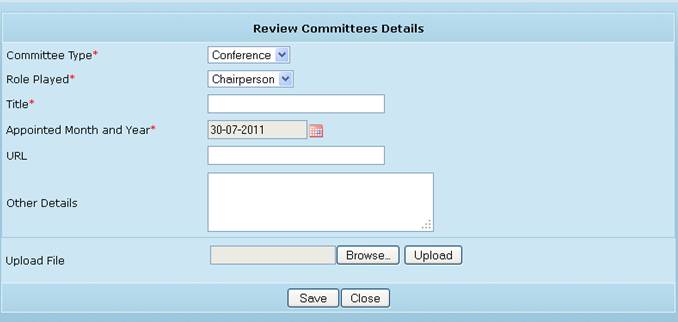 Review Committees Details
Committee Type* Conference
Role Played* Chairperson
Title*
Appointed Month and Year* 30-07-2011
URL
Other Details
Upload File Browse... Upload
Save Close